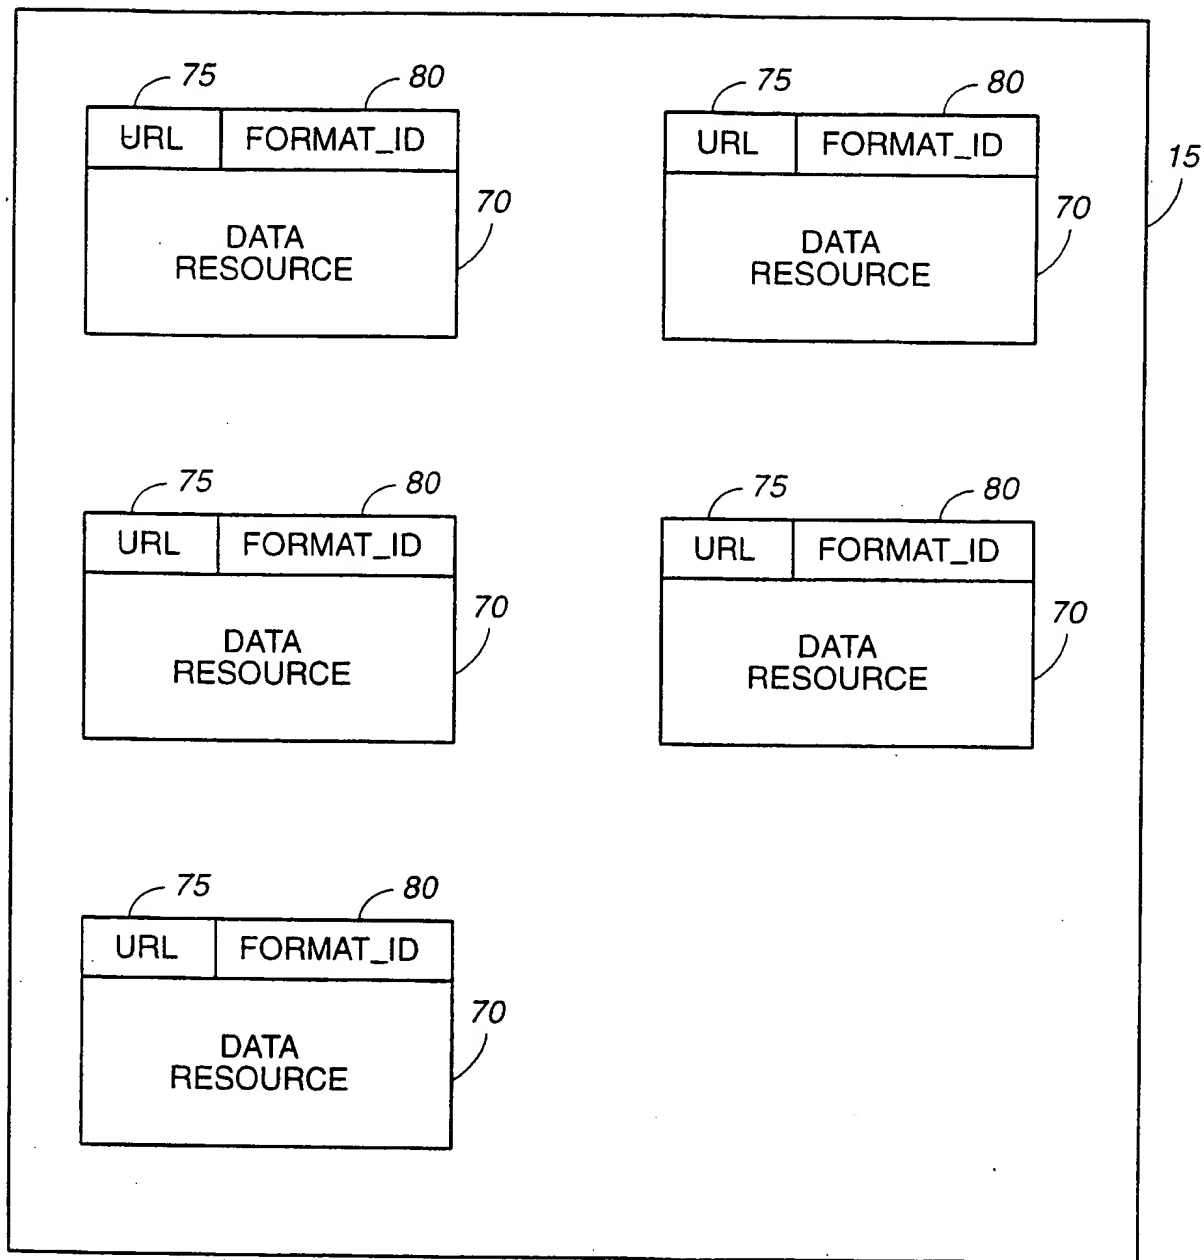 75 80 75 80
URL FORMAT_ID URL FORMAT_ID
15
70 70
DATA RESOURCE DATA RESOURCE
75 80 75 80
URL FORMAT_ID URL FORMAT_ID
70 70
DATA RESOURCE DATA RESOURCE
75 80
URL FORMAT_ID
70
DATA
RESOURCE